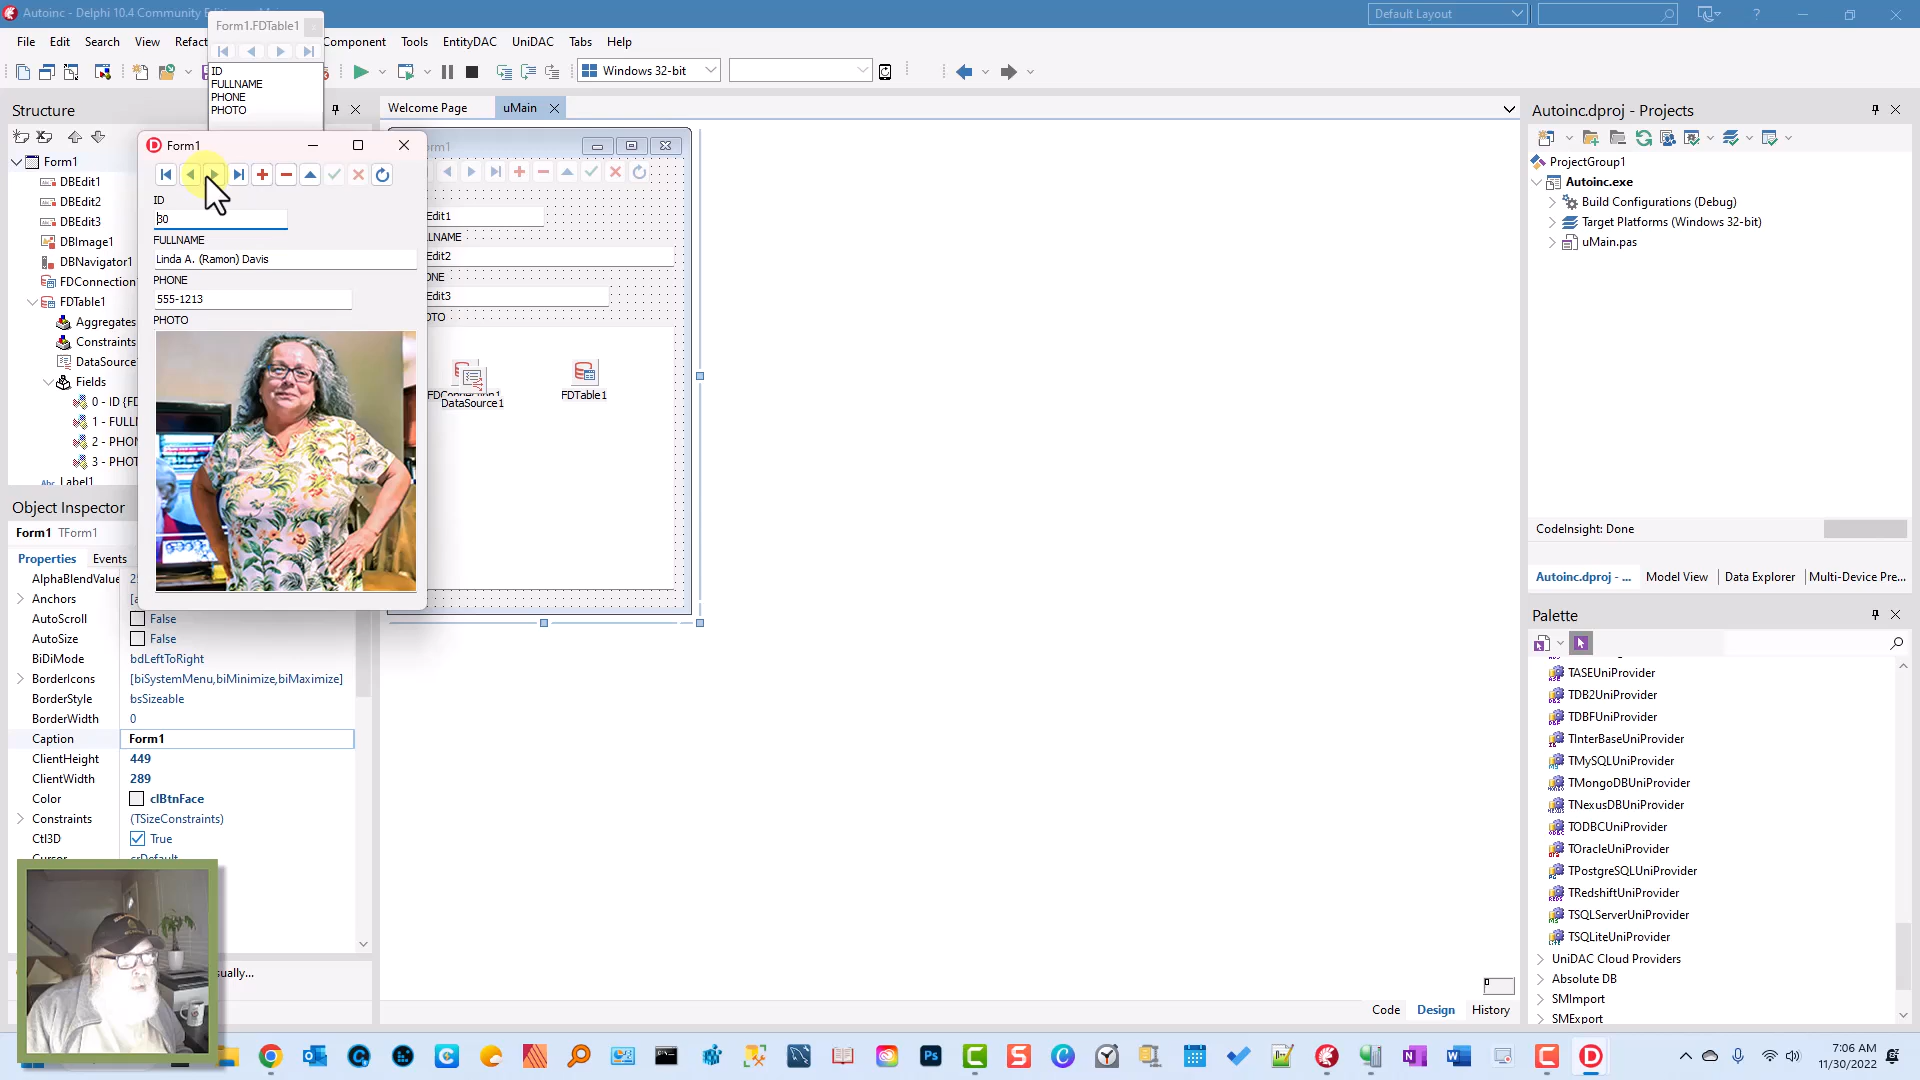 Autoinc - Delphi 10.4 Community
Form1.FDTable1
Default Layout
File Edit Search View Refact Component Tools EntityDAC UniDAC Tabs Help
Windows 32-bit
ID
FULLNAME
PHONE
PHOTO
Structure
Form1
DBEdit1
DBEdit2
DBEdit3
DBImage1
DBNavigator1
FDConnection
FDTable1
Aggregates
Constraints
DataSource
Fields
0 - ID {FD
1 - FULL
2 - PHON
3 - PHOT
Label1
Form1
ID
30
FULLNAME
Linda A. (Ramon) Davis
PHONE
555-1213
PHOTO
Welcome Page uMain
Edit1
LNAME
Edit2
ONE
Edit3
OTO
FDConnection1
DataSource1
FDTable1
Object Inspector
Form1 TForm1
Properties Events
AlphaBlendValue
Anchors
AutoScroll False
AutoSize False
BiDiMode bdLeftToRight
BorderIcons [biSystemMenu,biMinimize,biMaximize]
BorderStyle bsSizeable
BorderWidth 0
Caption Form1
ClientHeight 449
ClientWidth 289
Color clBtnFace
Constraints (TSizeConstraints)
Ctl3D True
Cursor crDefault
sually...
Code Design History
Autoinc.dproj - Projects
ProjectGroup1
Autoinc.exe
Build Configurations (Debug)
Target Platforms (Windows 32-bit)
uMain.pas
CodeInsight: Done
Autoinc.dproj - ... Model View Data Explorer Multi-Device Pre...
Palette
TASEUniProvider
TDB2UniProvider
TDBFUniProvider
TInterBaseUniProvider
TMySQLUniProvider
TMongoDBUniProvider
TNexusDBUniProvider
TODBCUniProvider
TOracleUniProvider
TPostgreSQLUniProvider
TRedshiftUniProvider
TSQLServerUniProvider
TSQLiteUniProvider
UniDAC Cloud Providers
Absolute DB
SMImport
SMExport
7:06 AM
11/30/2022